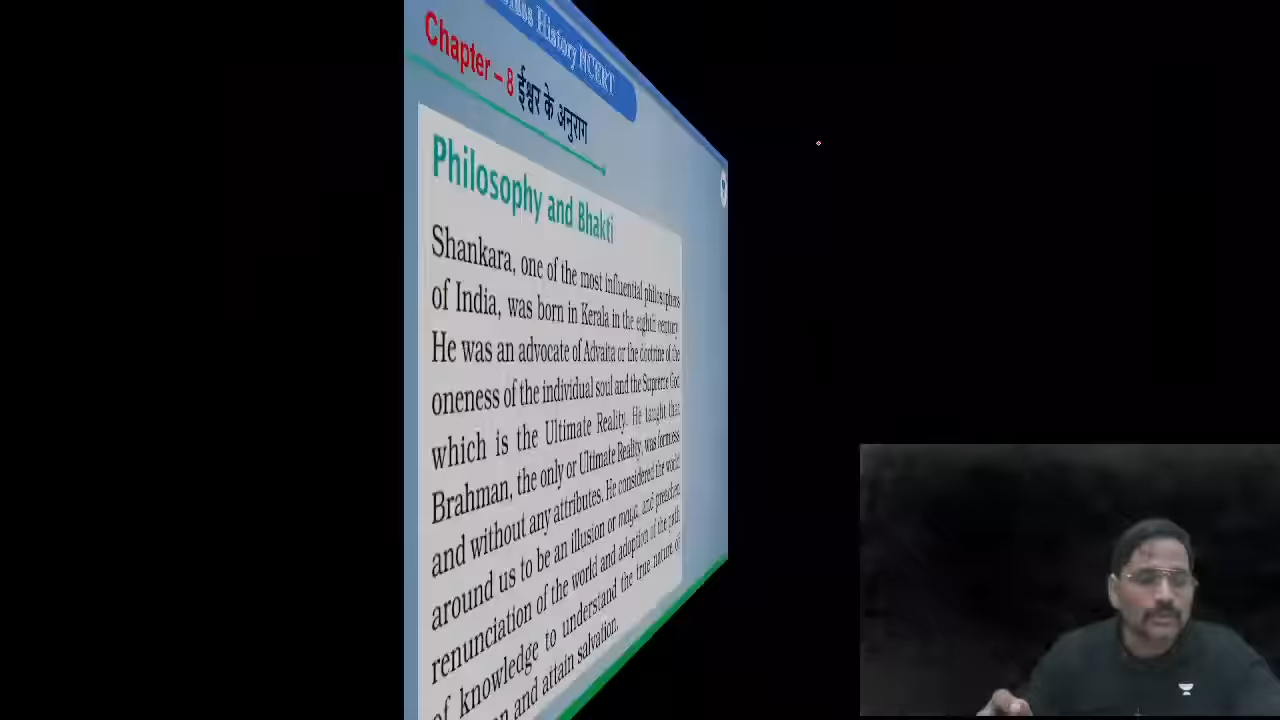 Class History NCERT
Chapter – 8 ईश्वर के अनुराग
Philosophy and Bhakti
Shankara, one of the most influential philosophers
of India, was born in Kerala in the eighth century.
He was an advocate of Advaita or the doctrine of the
oneness of the individual soul and the Supreme God
which is the Ultimate Reality. He taught that
Brahman, the only or Ultimate Reality, was formless
and without any attributes. He considered the world
around us to be an illusion or maya, and preached
renunciation of the world and adoption of the path
of knowledge to understand the true nature of
and attain salvation.